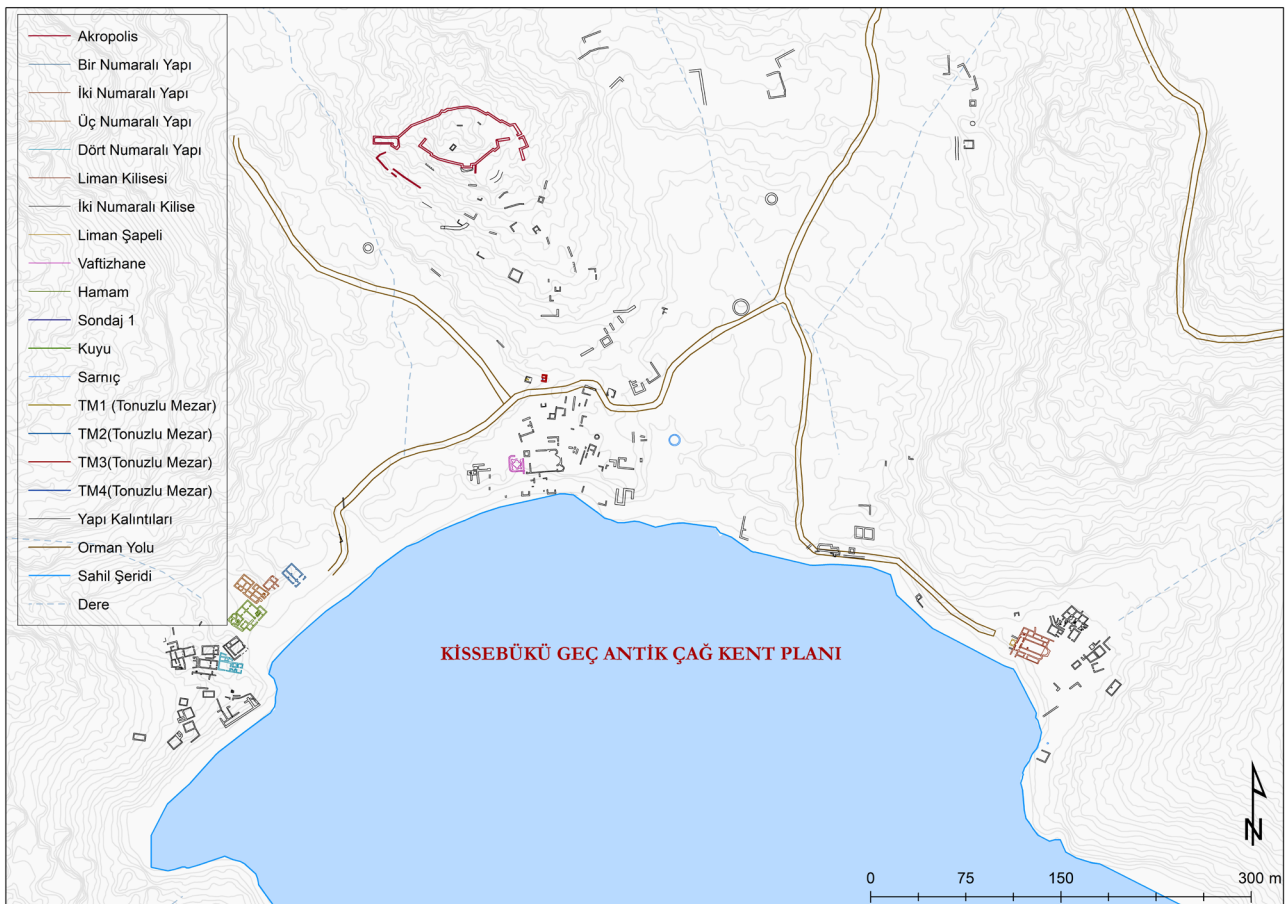 Akropolis
Bir Numaralı Yapı
İki Numaralı Yapı
Üç Numaralı Yapı
Dört Numaralı Yapı
Liman Kilisesi
İki Numaralı Kilise
Liman Şapeli
Vaftizhane
Hamam
Sondaj 1
Kuyu
Sarnıç
TM1 (Tonuzlu Mezar)
TM2(Tonuzlu Mezar)
TM3(Tonuzlu Mezar)
TM4(Tonuzlu Mezar)
Yapı Kalıntıları
Orman Yolu
Sahil Şeridi
Dere
KİSSEBÜKÜ GEÇ ANTİK ÇAĞ KENT PLANI
N
0 75 150 300 m